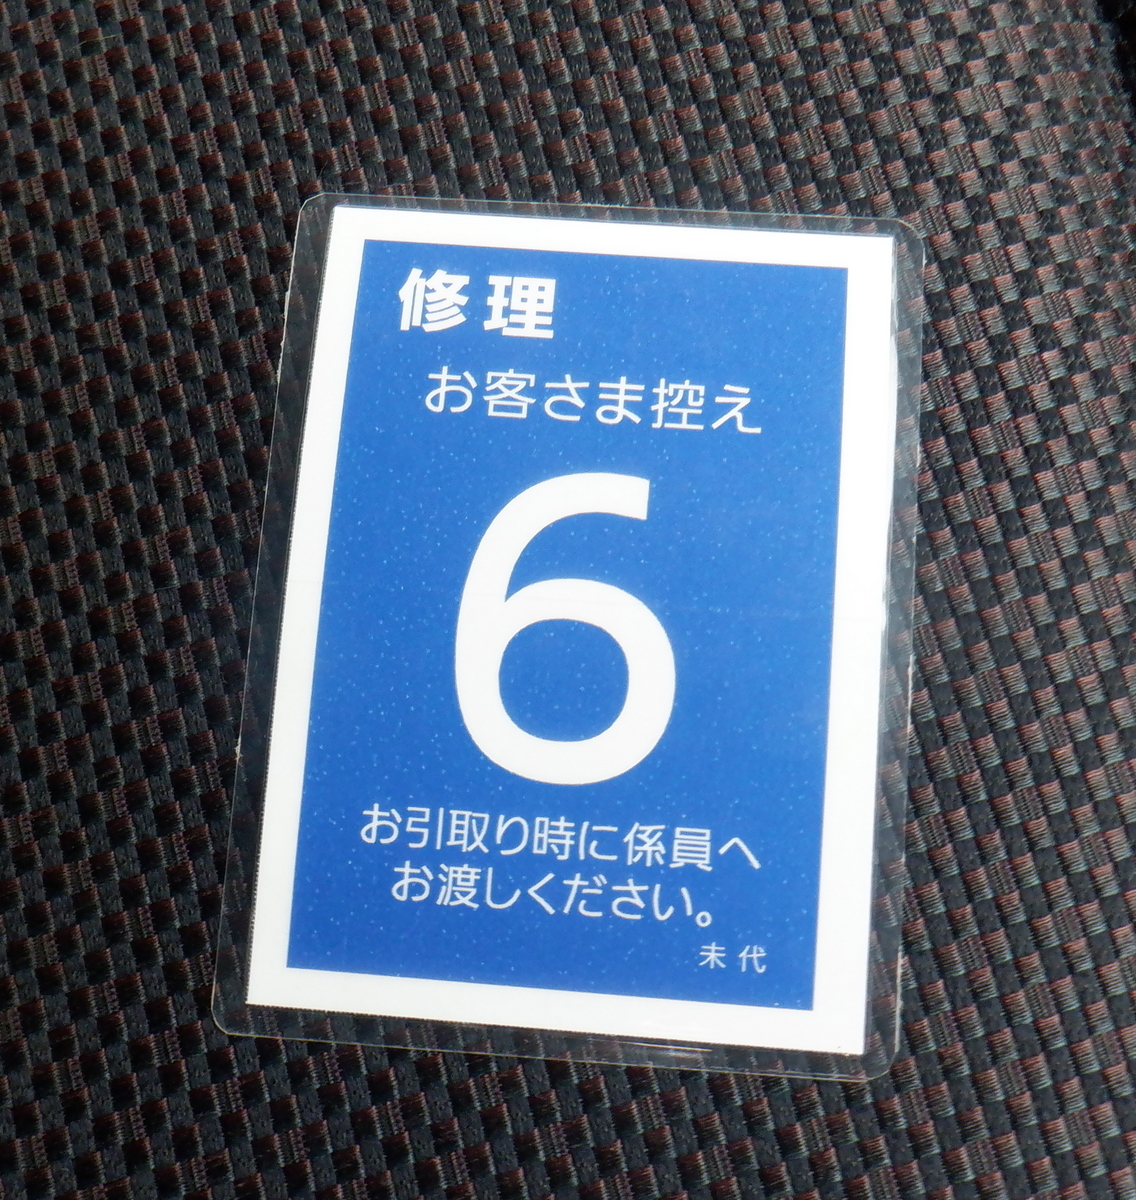 修理
お客さま控え
6
お引取り時に係員へ
お渡しください。
未 代